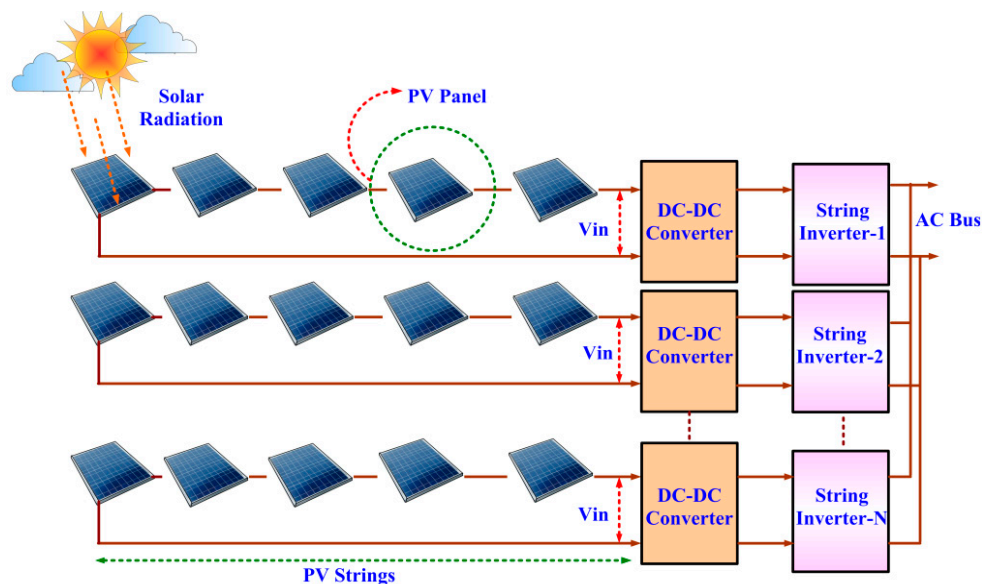 Solar
Radiation
PV Panel
Vin
DC-DC
Converter
String
Inverter-1
AC Bus
Vin
DC-DC
Converter
String
Inverter-2
Vin
DC-DC
Converter
String
Inverter-N
PV Strings